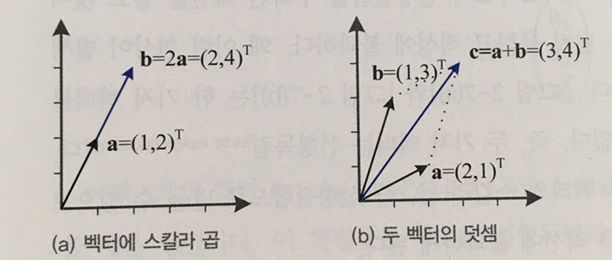 b=2a=(2,4)ᵀ
a=(1,2)ᵀ
(a) 벡터에 스칼라 곱
c=a+b=(3,4)ᵀ
b=(1,3)ᵀ
a=(2,1)ᵀ
(b) 두 벡터의 덧셈